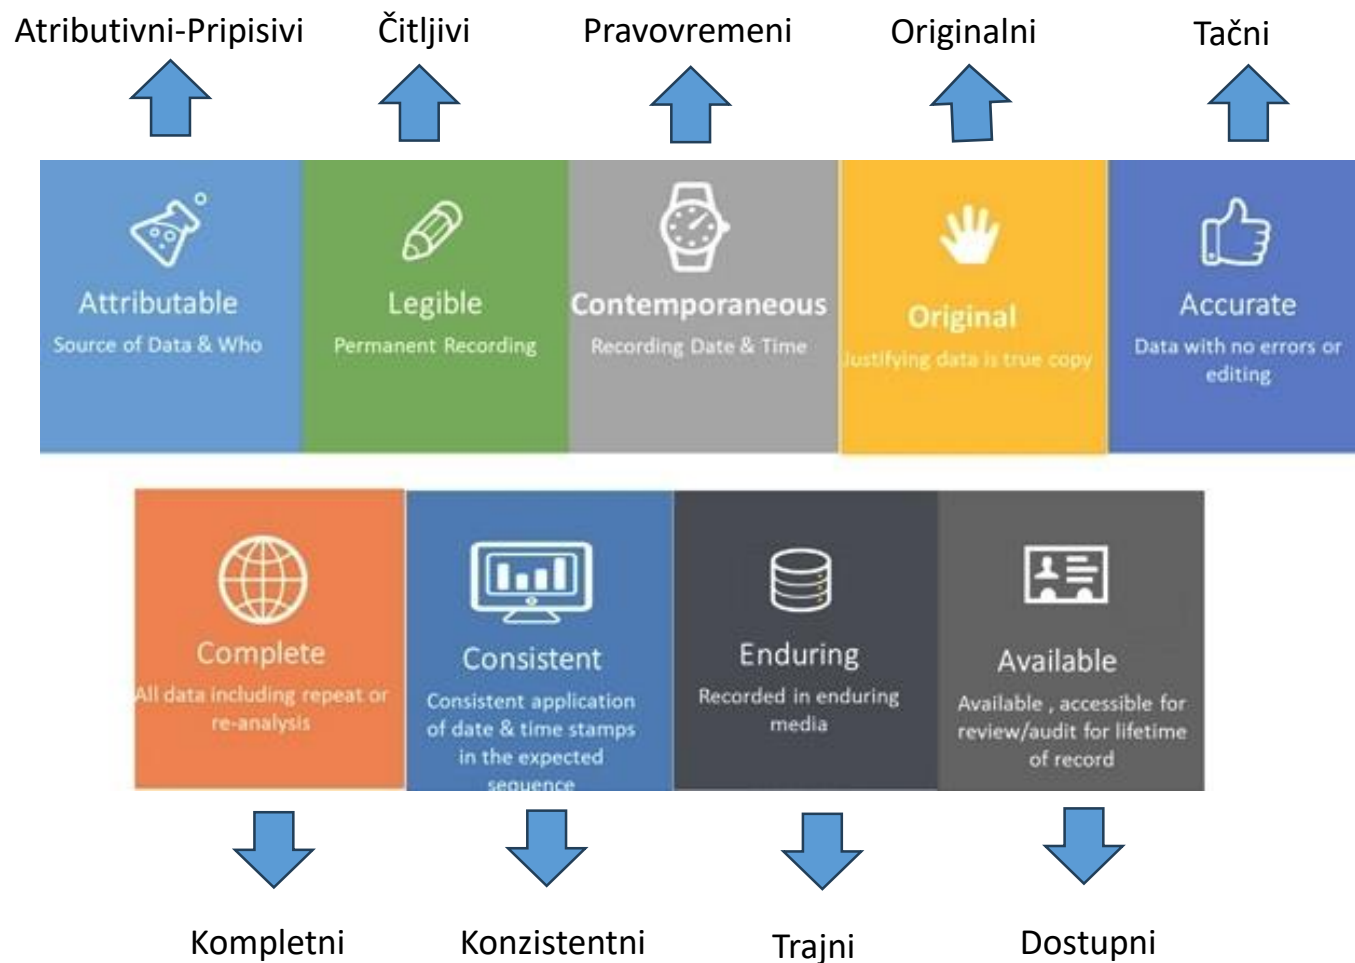 Atributivni-Pripisivi
Čitljivi
Pravovremeni
Originalni
Tačni
Attributable
Source of Data & Who
Legible
Permanent Recording
Contemporaneous
Recording Date & Time
Original
Justifying data is true copy
Accurate
Data with no errors or
editing
Complete
All data including repeat or
re-analysis
Consistent
Consistent application
of date & time stamps
in the expected
sequence
Enduring
Recorded in enduring
media
Available
Available , accessible for
review/audit for lifetime
of record
Kompletni
Konzistentni
Trajni
Dostupni